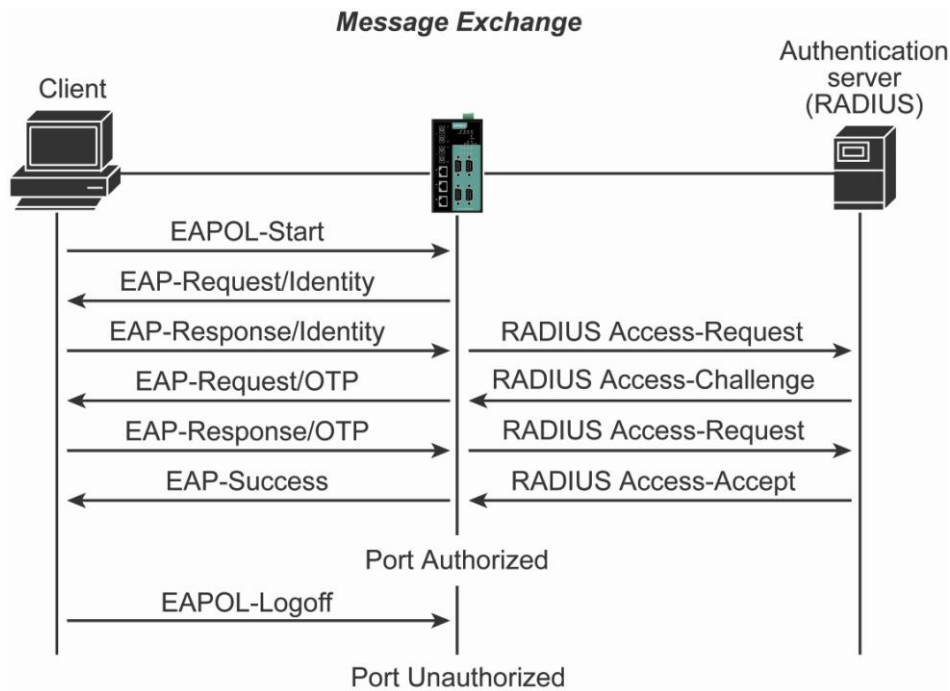 Message Exchange
Authentication
server
(RADIUS)
Client
EAPOL-Start
EAP-Request/Identity
EAP-Response/Identity
RADIUS Access-Request
EAP-Request/OTP
RADIUS Access-Challenge
EAP-Response/OTP
RADIUS Access-Request
EAP-Success
RADIUS Access-Accept
Port Authorized
EAPOL-Logoff
Port Unauthorized